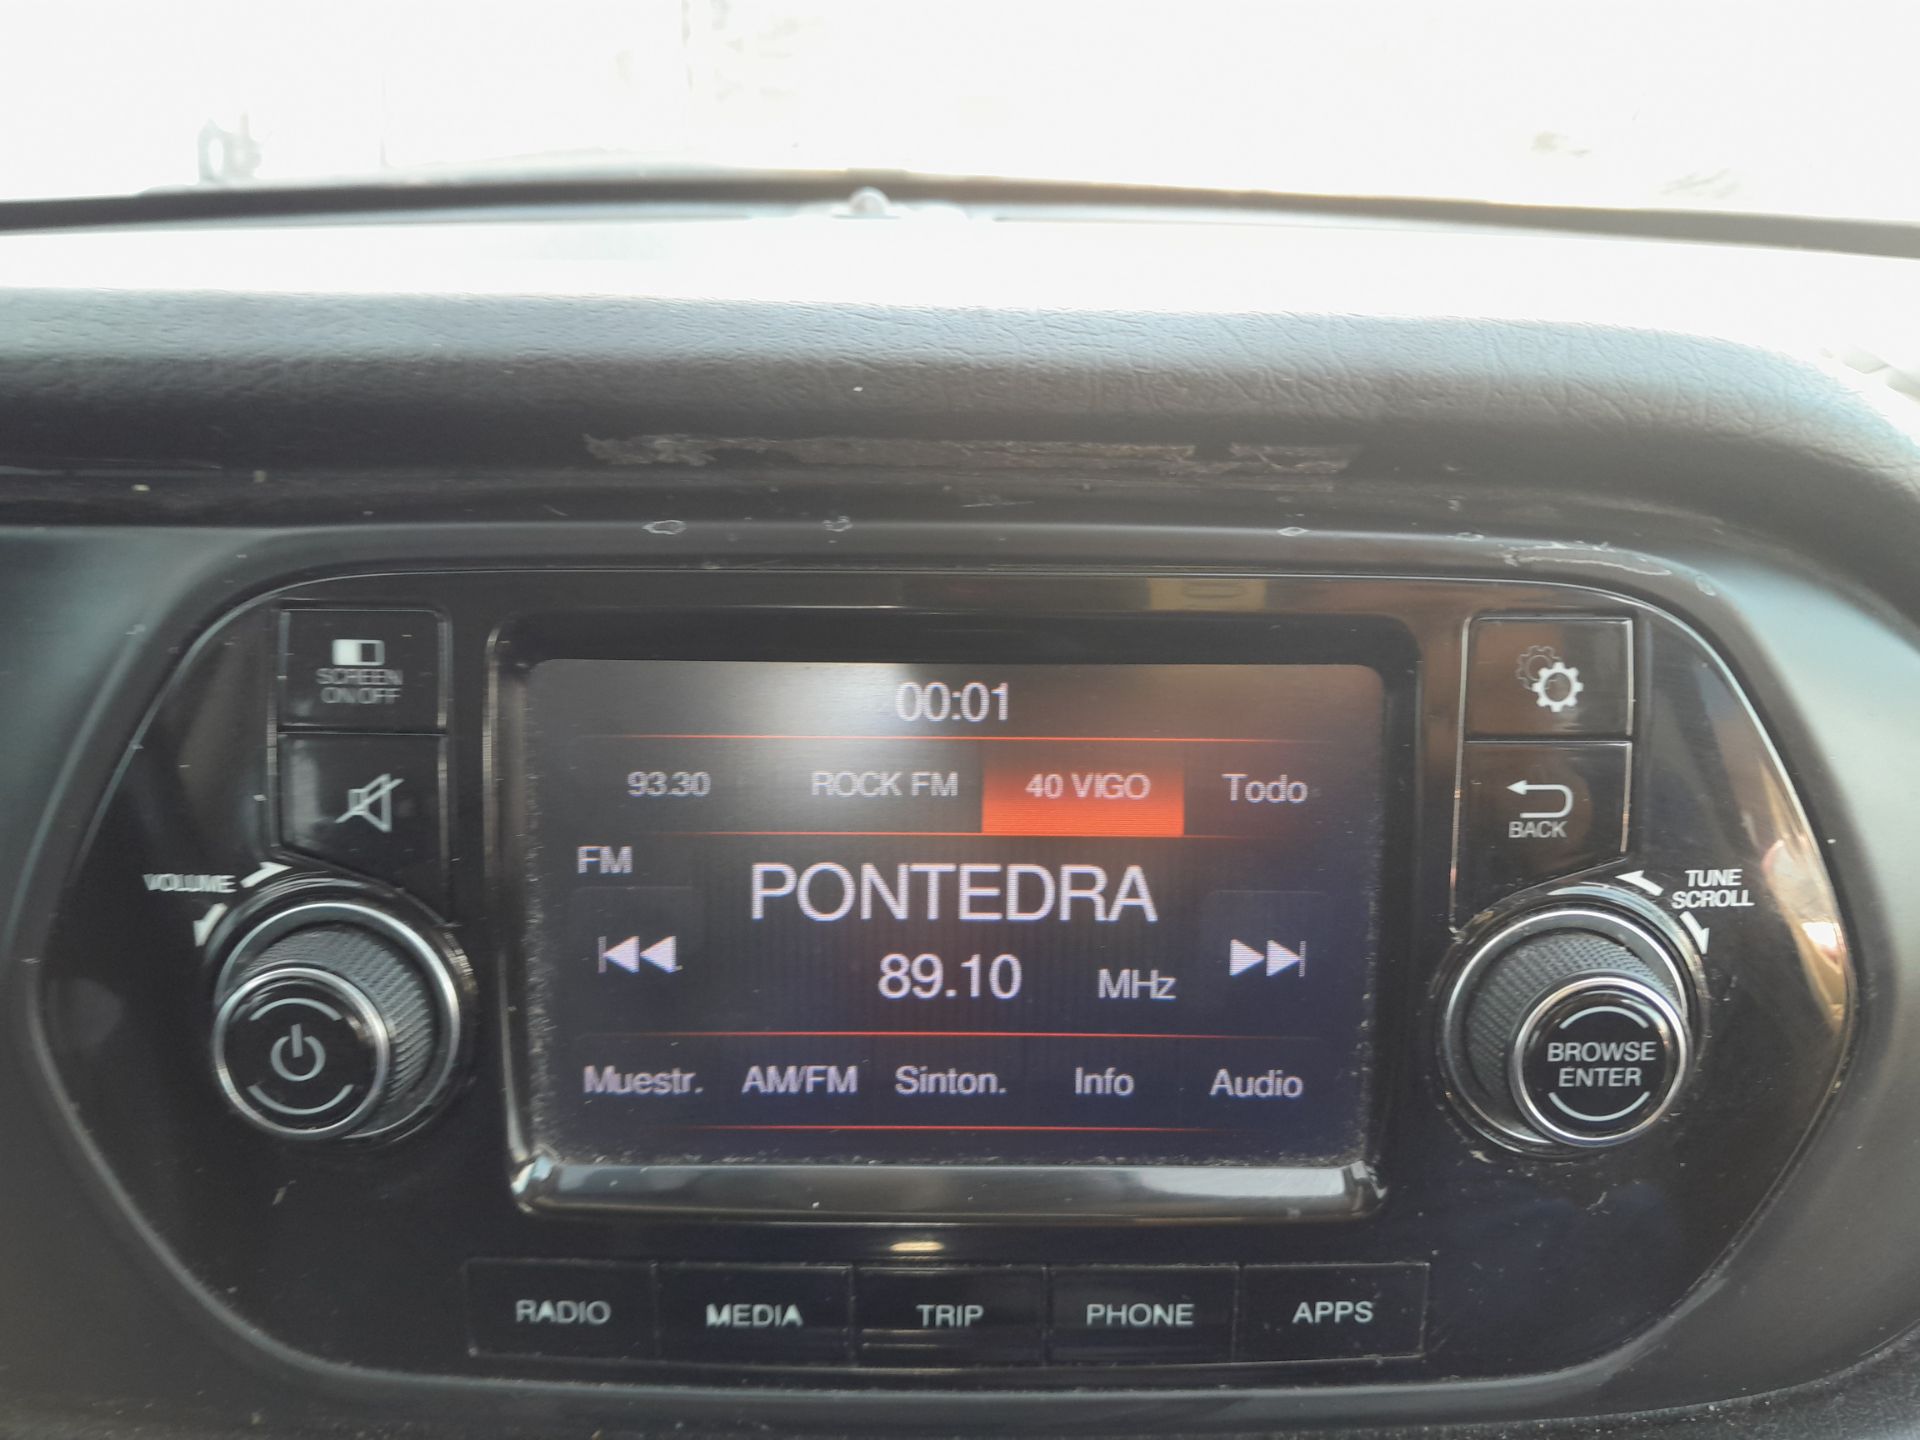 SCREEN
ON OFF
VOLUME
00:01
93.30 ROCK FM 40 VIGO Todo
FM
PONTEDRA
89.10 MHz
Muestr. AM/FM Sinton. Info Audio
BACK
TUNE
SCROLL
BROWSE
ENTER
RADIO MEDIA TRIP PHONE APPS